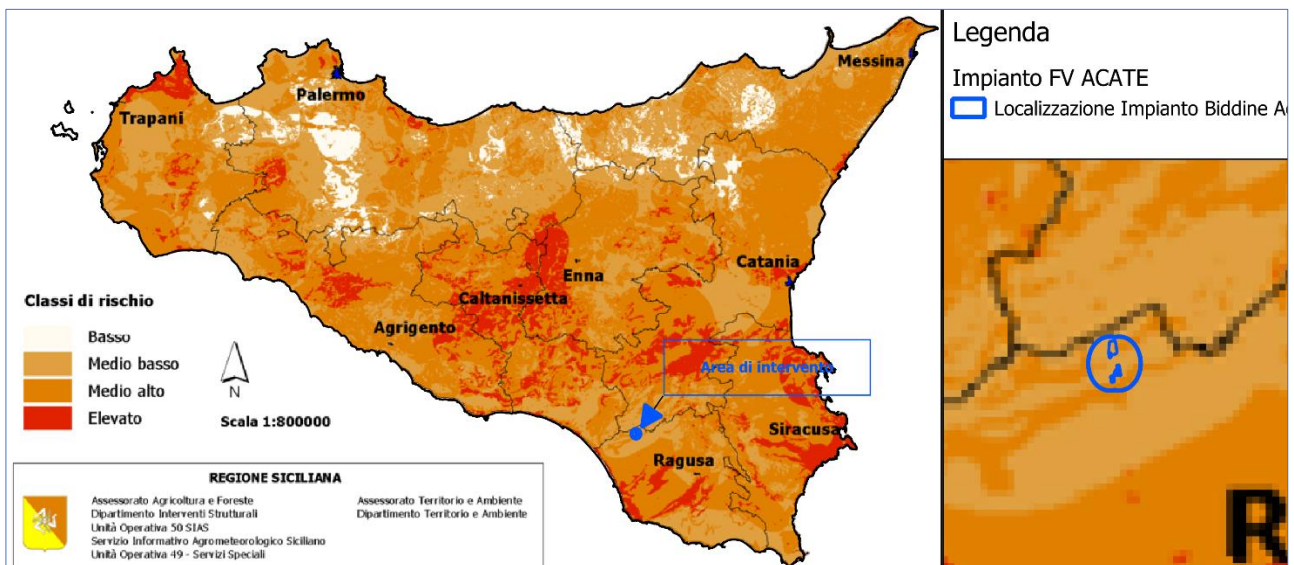 Messina
Palermo
Trapani
Catania
Enna
Caltanissetta
Agrigento
Area di intervento
Siracusa
Ragusa
Classi di rischio
Basso
Medio basso
Medio alto
Elevato
N
Scala 1:800000
REGIONE SICILIANA
Assessorato Agricoltura e Foreste
Dipartimento Interventi Strutturali
Unità Operativa 50 SIAS
Servizio Informativo Agrometeorologico Siciliano
Unità Operativa 49 - Servizi Speciali
Assessorato Territorio e Ambiente
Dipartimento Territorio e Ambiente
Legenda
Impianto FV ACATE
Localizzazione Impianto Biddine
R